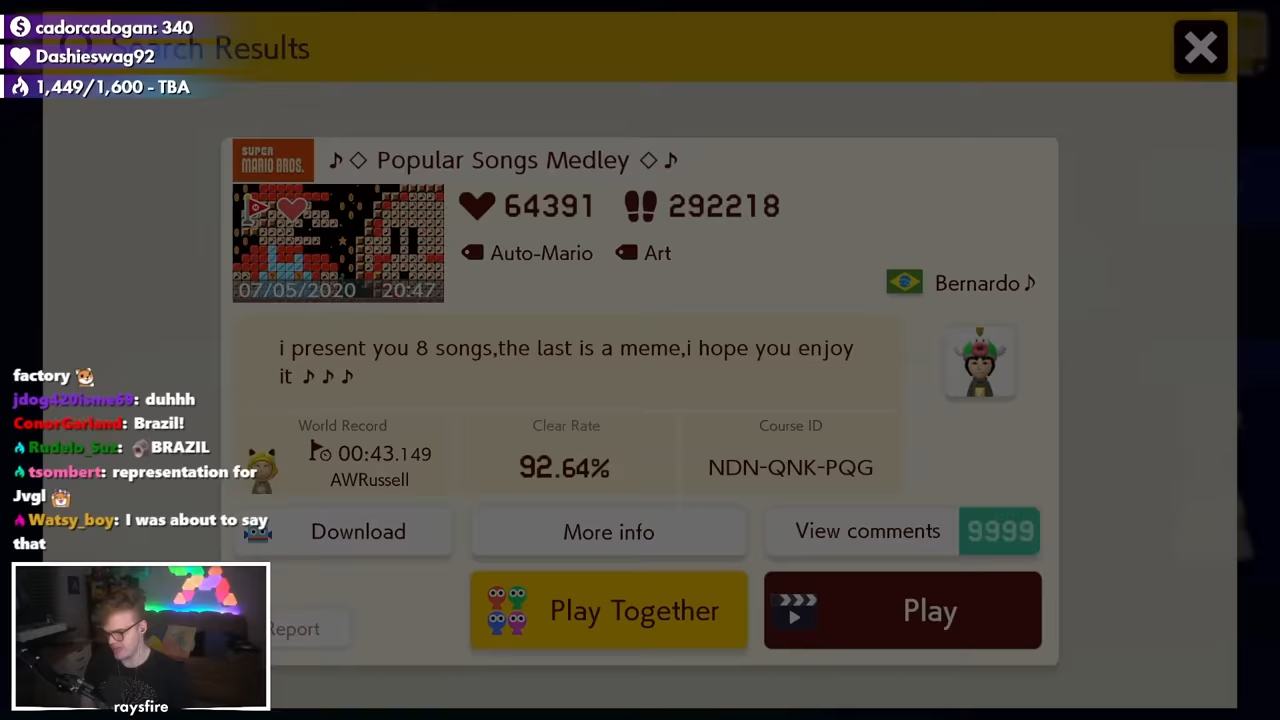 cadorcadogan: 340
Dashieswag92
1,449/1,600 - TBA
Search Results
SUPER
MARIO BROS.
♪ ◇ Popular Songs Medley ◇ ♪
64391
292218
Auto-Mario
Art
07/05/2020
20:47
Bernardo♪
i present you 8 songs,the last is a meme,i hope you enjoy
it ♪ ♪ ♪
World Record
00:43.149
AWRussell
Clear Rate
92.64%
Course ID
NDN-QNK-PQG
Download
More info
View comments
9999
Play Together
Play
Report
factory
jdog420isme69: duhhh
ConorGarland: Brazil!
Rudelo_Suz: BRAZIL
tsombert: representation for
Jvgl
Watsy_boy: I was about to say
that
raysfire